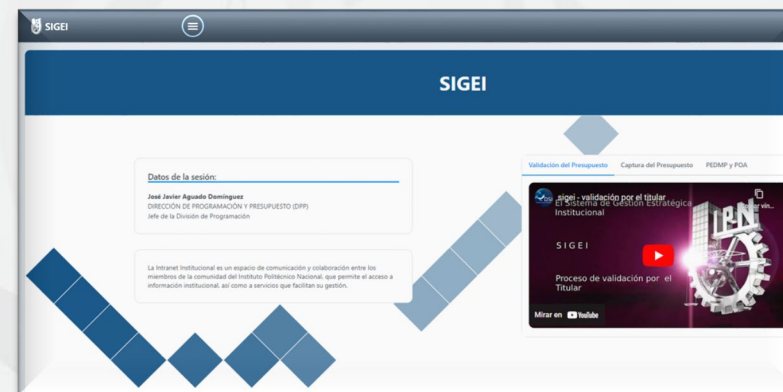 SIGEI
SIGEI
Datos de la sesión:
José Javier Aguado Domínguez
DIRECCIÓN DE PROGRAMACIÓN Y PRESUPUESTO (DPP)
Jefe de la División de Programación
La Intranet Institucional es un espacio de comunicación y colaboración entre los
miembros de la comunidad del Instituto Politécnico Nacional, que permite el acceso a
información institucional, así como a servicios que facilitan su gestión.
Validación del Presupuesto
Captura del Presupuesto
PEDMP y POA
sigei - validación por el titular
El Sistema de Gestión Estratégica
Institucional
SIGEI
Proceso de validación por el
Titular
IPN
Mirar en YouTube